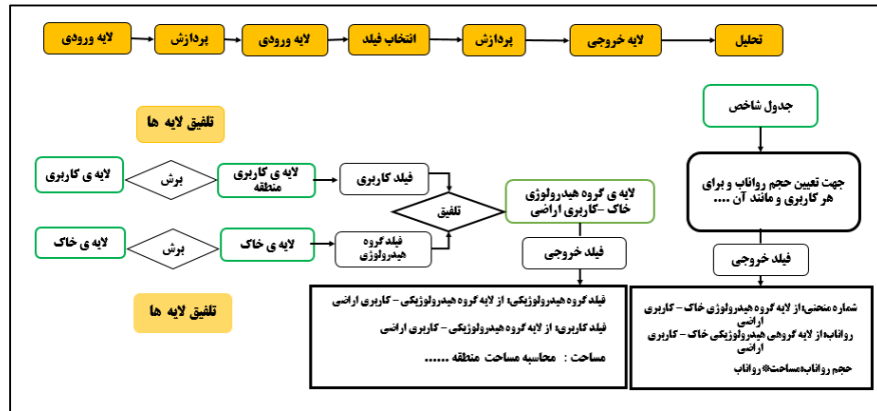 لایه ورودی
پردازش
لایه ورودی
انتخاب فیلد
پردازش
لایه خروجی
تحلیل
تلفیق لایه ها
جدول شاخص
لایه ی کاربری
برش
لایه ی کاربری
منطقه
فیلد کاربری
تلفیق
لایه ی گروه هیدرولوژی
خاک –کاربری اراضی
جهت تعیین حجم رواناب و برای
هر کاربری و مانند آن ....
لایه ی خاک
برش
لایه ی خاک
فیلد گروه
هیدرولوژی
فیلد خروجی
فیلد خروجی
تلفیق لایه ها
فیلد گروه هیدرولوژیکی: از لایه گروه هیدرولوژیکی – کاربری اراضی
فیلد کاربری: از لایه گروه هیدرولوژیکی – کاربری اراضی
مساحت : محاسبه مساحت منطقه ......
شماره منحنی:از لایه گروه هیدرولوژی خاک – کاربری
اراضی
رواناب:از لایه گروهی هیدرولوژیکی خاک – کاربری
اراضی
حجم رواناب:مساحت*رواناب